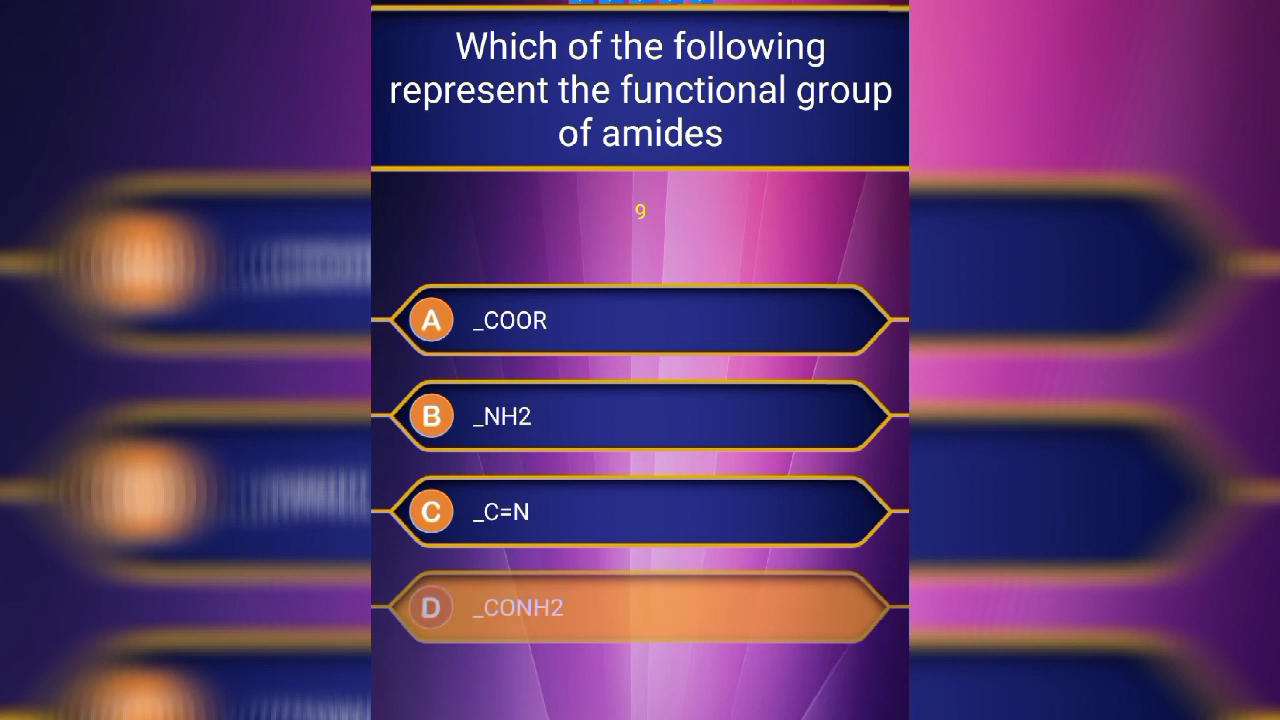 Which of the following
represent the functional group
of amides
9
A _COOR
B _NH2
C _C=N
D _CONH2